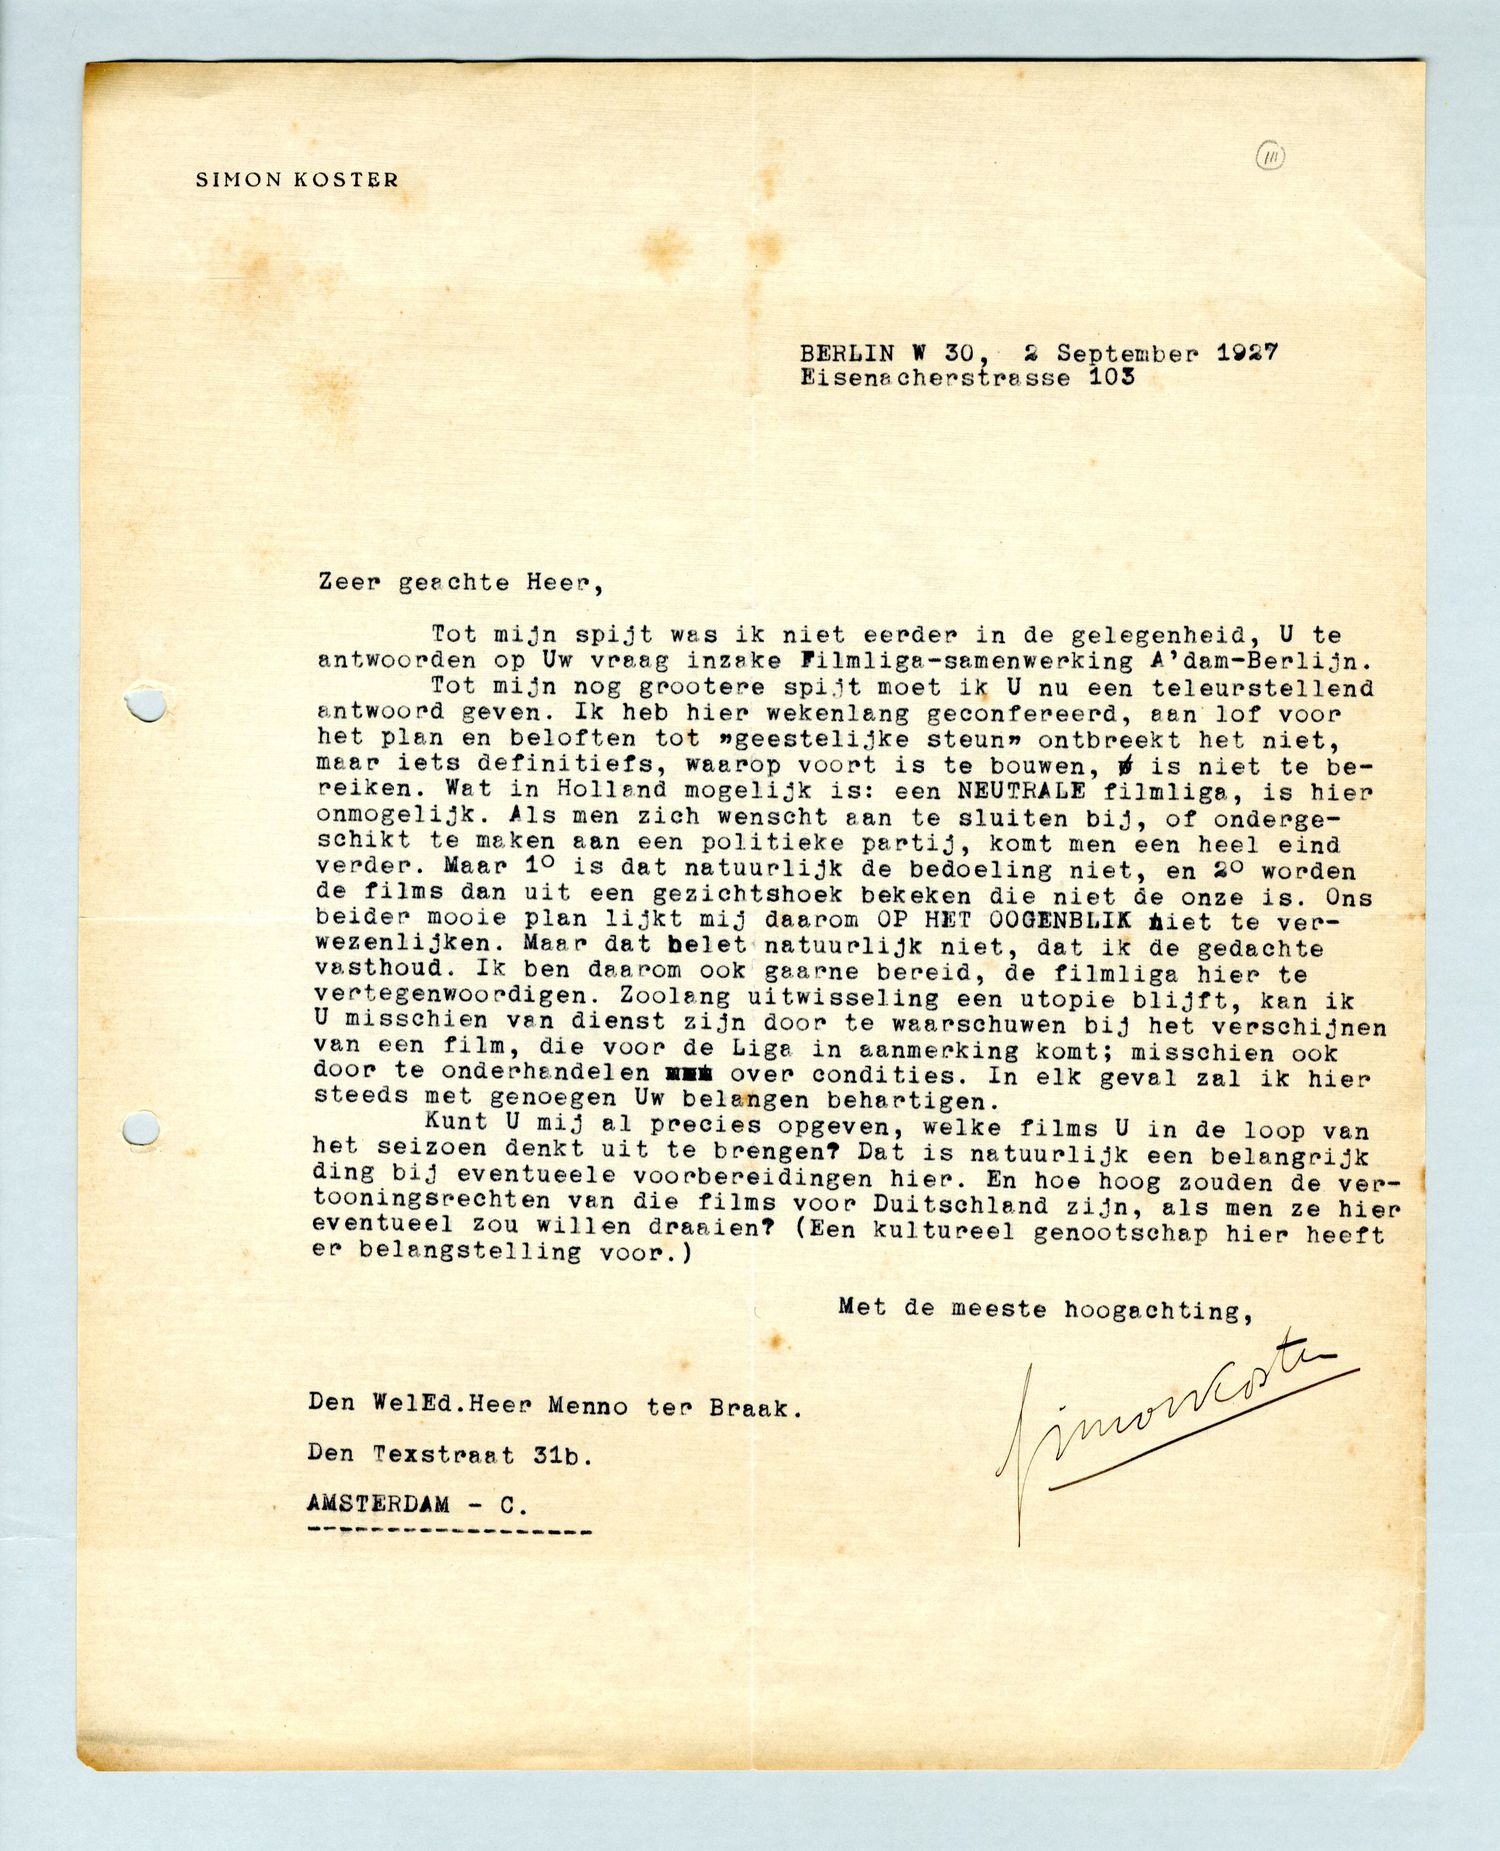 SIMON KOSTER
III
BERLIN W 30, 2 September 1927
Eisenacherstrasse 103
Zeer geachte Heer,
Tot mijn spijt was ik niet eerder in de gelegenheid, U te
antwoorden op Uw vraag inzake Filmliga-samenwerking A'dam-Berlijn.
Tot mijn nog grootere spijt moet ik U nu een teleurstellend
antwoord geven. Ik heb hier wekenlang geconfereerd, aan lof voor
het plan en beloften tot "geestelijke steun" ontbreekt het niet,
maar iets definitiefs, waarop voort is te bouwen, is niet te be-
reiken. Wat in Holland mogelijk is: een NEUTRALE filmliga, is hier
onmogelijk. Als men zich wenscht aan te sluiten bij, of onderge-
schikt te maken aan een politieke partij, komt men een heel eind
verder. Maar 1o is dat natuurlijk de bedoeling niet, en 2o worden
de films dan uit een gezichtshoek bekeken die niet de onze is. Ons
beider mooie plan lijkt mij daarom OP HET OOGENBLIK niet te ver-
wezenlijken. Maar dat belet natuurlijk niet, dat ik de gedachte
vasthoud. Ik ben daarom ook gaarne bereid, de filmliga hier te
vertegenwoordigen. Zoolang uitwisseling een utopie blijft, kan ik
U misschien van dienst zijn door te waarschuwen bij het verschijnen
van een film, die voor de Liga in aanmerking komt; misschien ook
door te onderhandelen over condities. In elk geval zal ik hier
steeds met genoegen Uw belangen behartigen.
Kunt U mij al precies opgeven, welke films U in de loop van
het seizoen denkt uit te brengen? Dat is natuurlijk een belangrijk
ding bij eventueele voorbereidingen hier. En hoe hoog zouden de ver-
tooningsrechten van die films voor Duitschland zijn, als men ze hier
eventueel zou willen draaien? (Een kultureel genootschap hier heeft
er belangstelling voor.)
Met de meeste hoogachting,
Simon Koster
Den WelEd.Heer Menno ter Braak.
Den Texstraat 31b.
AMSTERDAM - C.